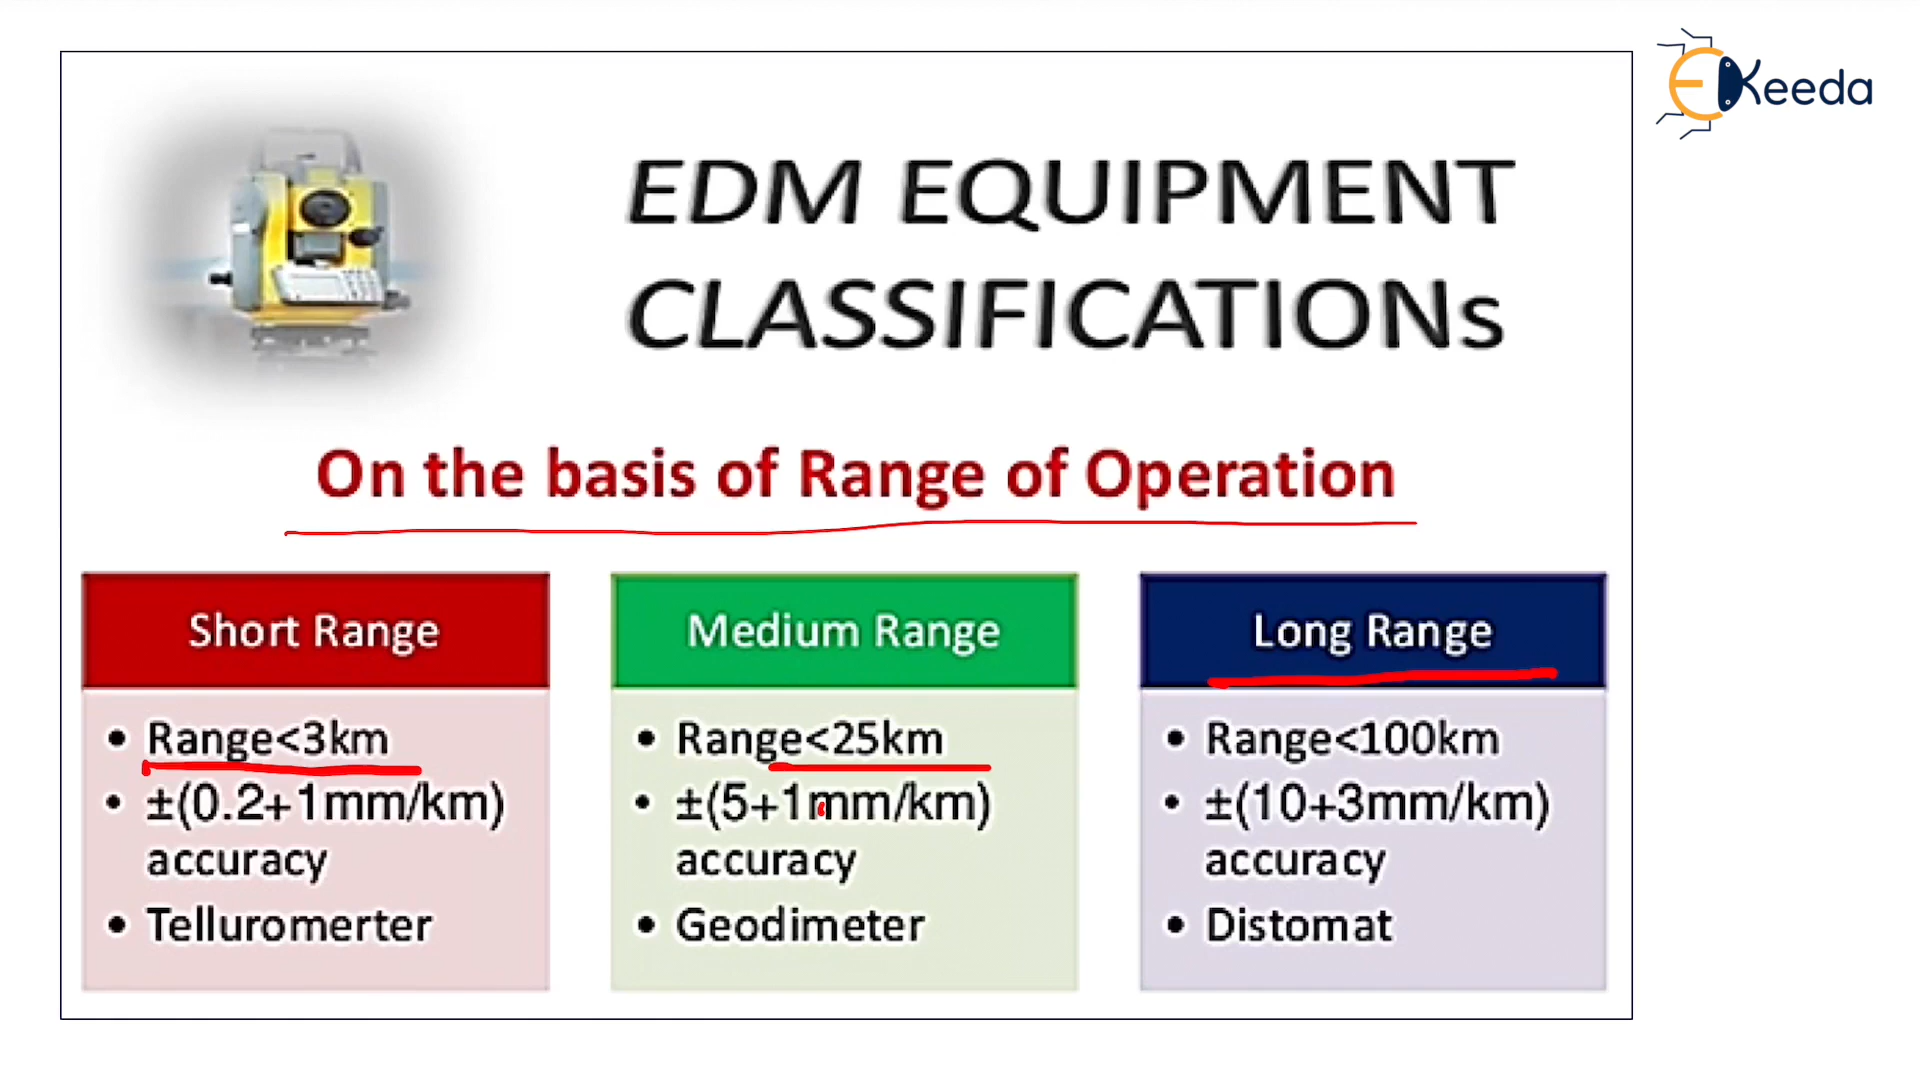 EKeeda
EDM EQUIPMENT
CLASSIFICATIONs
On the basis of Range of Operation
Short Range
• Range<3km
• ±(0.2+1mm/km)
accuracy
• Telluromerter
Medium Range
• Range<25km
• ±(5+1mm/km)
accuracy
• Geodimeter
Long Range
• Range<100km
• ±(10+3mm/km)
accuracy
• Distomat